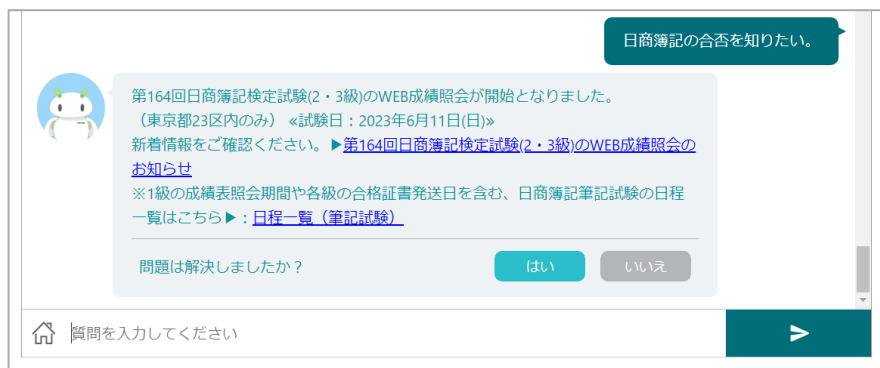 日商簿記の合否を知りたい。
第164回日商簿記検定試験(2・3級)のWEB成績照会が開始となりました。
（東京都23区内のみ） ≪試験日：2023年6月11日(日)≫
新着情報をご確認ください。▶第164回日商簿記検定試験(2・3級)のWEB成績照会の
お知らせ
※1級の成績表照会期間や各級の合格証書発送日を含む、日商簿記筆記試験の日程
一覧はこちら▶：日程一覧（筆記試験）
問題は解決しましたか？ はい いいえ
質問を入力してください